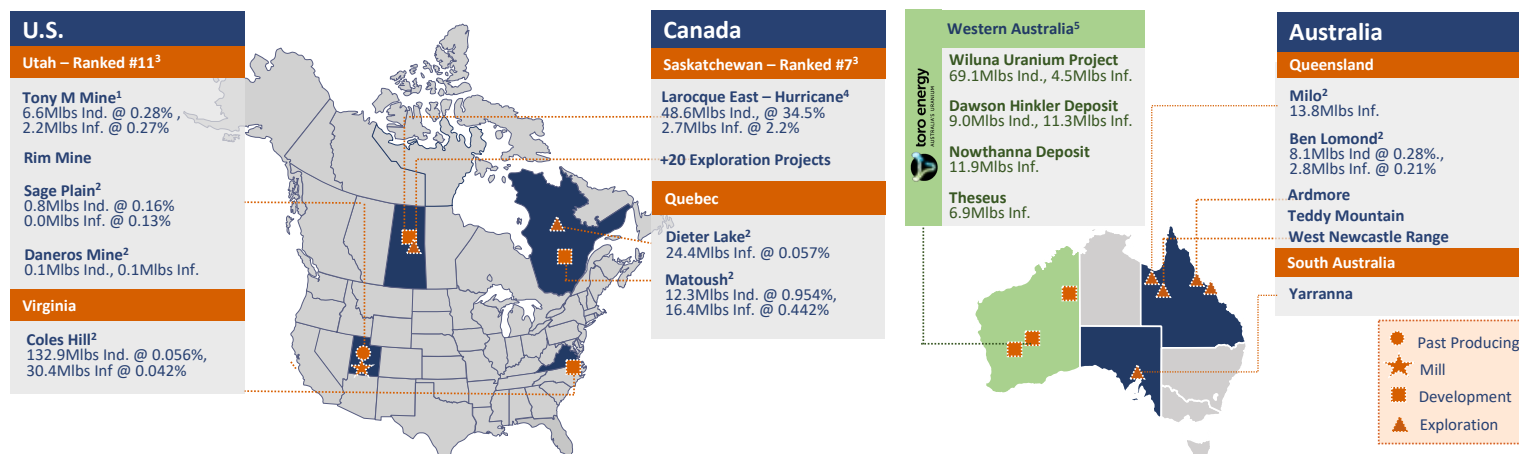 U.S.
Utah – Ranked #11³
Tony M Mine¹
6.6Mlbs Ind. @ 0.28% ,
2.2Mlbs Inf. @ 0.27%
Rim Mine
Sage Plain²
0.8Mlbs Ind. @ 0.16%
0.0Mlbs Inf. @ 0.13%
Daneros Mine²
0.1Mlbs Ind., 0.1Mlbs Inf.
Virginia
Coles Hill²
132.9Mlbs Ind. @ 0.056%,
30.4Mlbs Inf @ 0.042%
Canada
Saskatchewan – Ranked #7³
Larocque East – Hurricane⁴
48.6Mlbs Ind., @ 34.5%
2.7Mlbs Inf. @ 2.2%
+20 Exploration Projects
Quebec
Dieter Lake²
24.4Mlbs Inf. @ 0.057%
Matoush²
12.3Mlbs Ind. @ 0.954%,
16.4Mlbs Inf. @ 0.442%
toro energy
AUSTRALIA'S URANIUM
Western Australia⁵
Wiluna Uranium Project
69.1Mlbs Ind., 4.5Mlbs Inf.
Dawson Hinkler Deposit
9.0Mlbs Ind., 11.3Mlbs Inf.
Nowthanna Deposit
11.9Mlbs Inf.
Theseus
6.9Mlbs Inf.
Australia
Queensland
Milo²
13.8Mlbs Inf.
Ben Lomond²
8.1Mlbs Ind @ 0.28%.,
2.8Mlbs Inf. @ 0.21%
Ardmore
Teddy Mountain
West Newcastle Range
South Australia
Yarranna
Past Producing
Mill
Development
Exploration